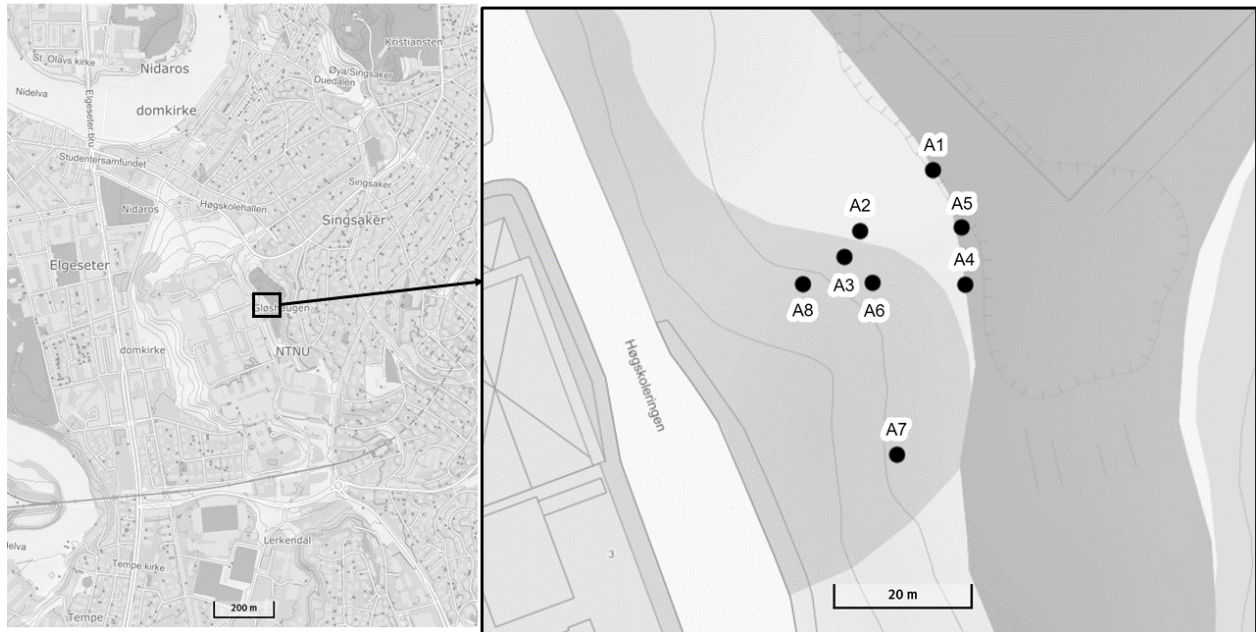 Kristiansten
St. Olavs kirke
Nidaros
domkirke
Øya/Singsaker
Duedalen
Nidelva
Elgeseter bru
Studentersamfundet
Singsaker
Nidaros
Høgskolehallen
Singsaker
Elgeseter
Gløshaugen
domkirke
NTNU
Lerkendal
Tempe kirke
Tempe
200 m
A1
A2
A5
A3
A4
A8
A6
Høgskoleringen
A7
3
20 m